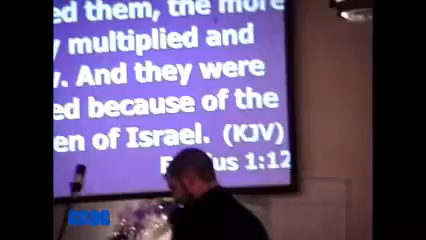 ed them, the more
y multiplied and
. And they were
ed because of the
en of Israel. (KJV)
us 1:12